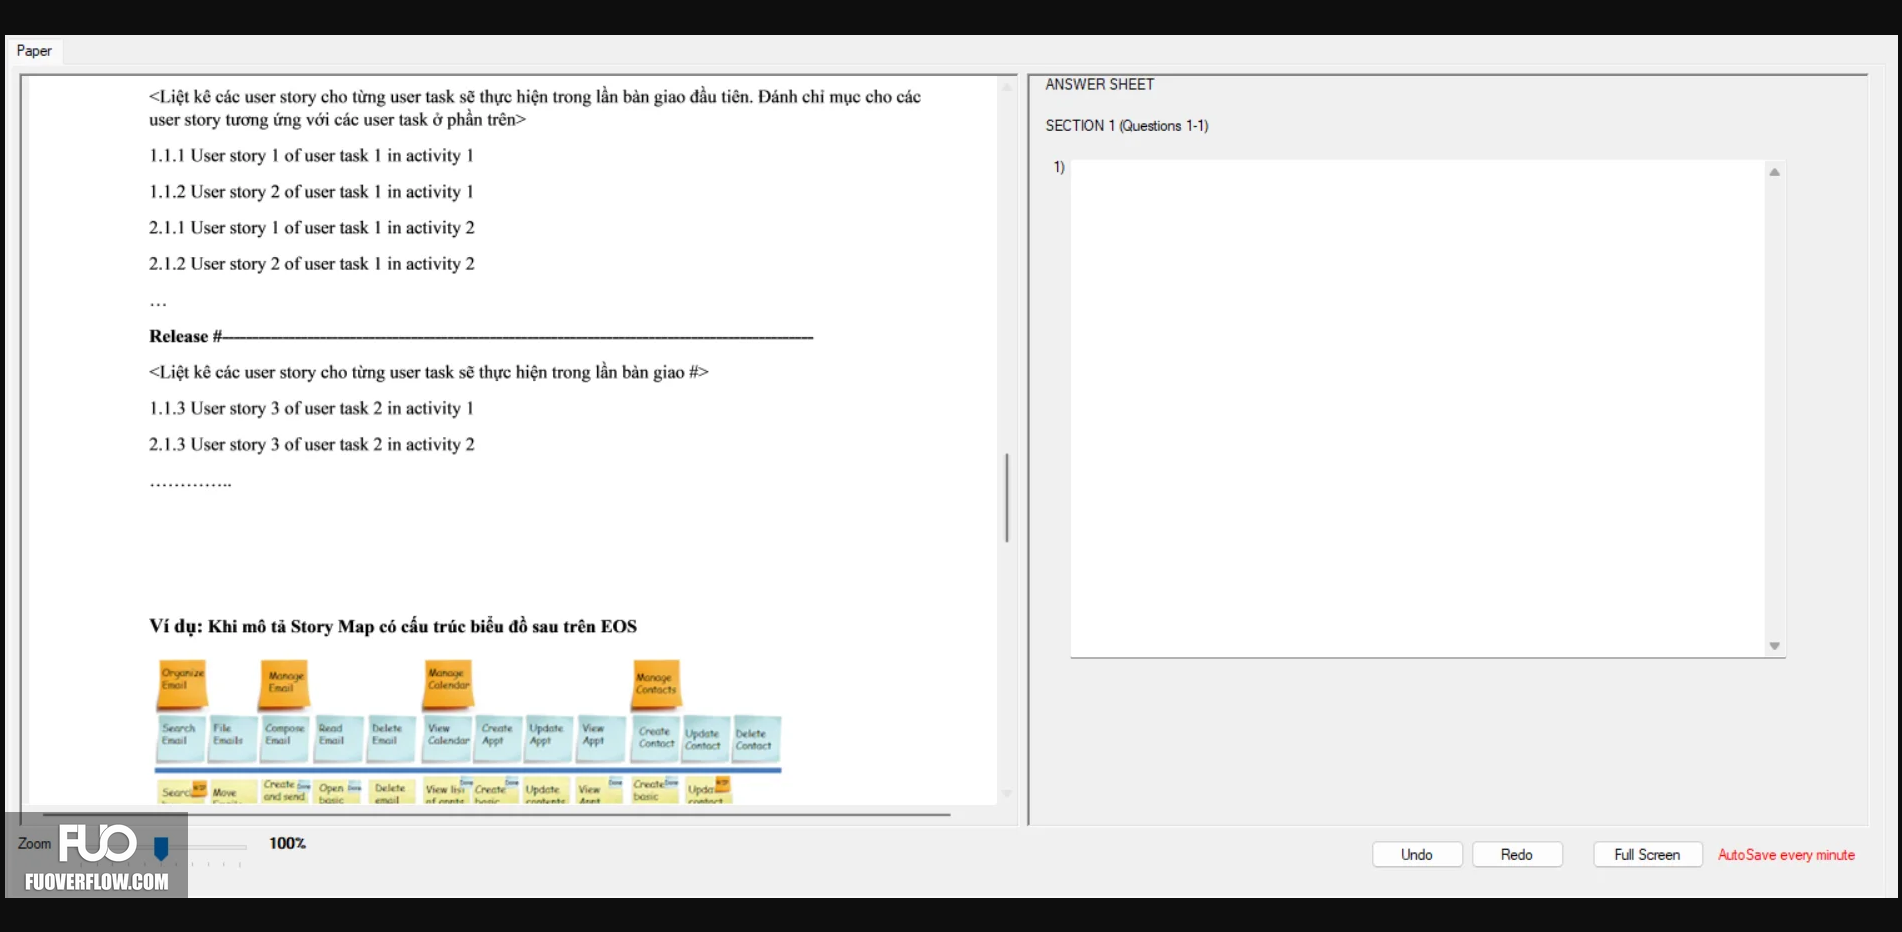 Paper
<Liệt kê các user story cho từng user task sẽ thực hiện trong lần bàn giao đầu tiên. Đánh chỉ mục cho các
user story tương ứng với các user task ở phần trên>
1.1.1 User story 1 of user task 1 in activity 1
1.1.2 User story 2 of user task 1 in activity 1
2.1.1 User story 1 of user task 1 in activity 2
2.1.2 User story 2 of user task 1 in activity 2
…
Release #
<Liệt kê các user story cho từng user task sẽ thực hiện trong lần bàn giao #>
1.1.3 User story 3 of user task 2 in activity 1
2.1.3 User story 3 of user task 2 in activity 2
…………..
Ví dụ: Khi mô tả Story Map có cấu trúc biểu đồ sau trên EOS
Organize
Email
Manage
Email
Manage
Calendar
Manage
Contacts
Search
Email
File
Emails
Compose
Email
Read
Email
Delete
Email
View
Calendar
Create
Appt
Update
Appt
View
Appt
Create
Contact
Update
Contact
Delete
Contact
Move
Create
and send
Open
basic
Delete
email
View list
of appts
Create
basic
Update
contents
View
Appt
Create
basic
contact
ANSWER SHEET
SECTION 1 (Questions 1-1)
1)
Zoom
100%
FUO
FUOVERFLOW.COM
Undo
Redo
Full Screen
AutoSave every minute